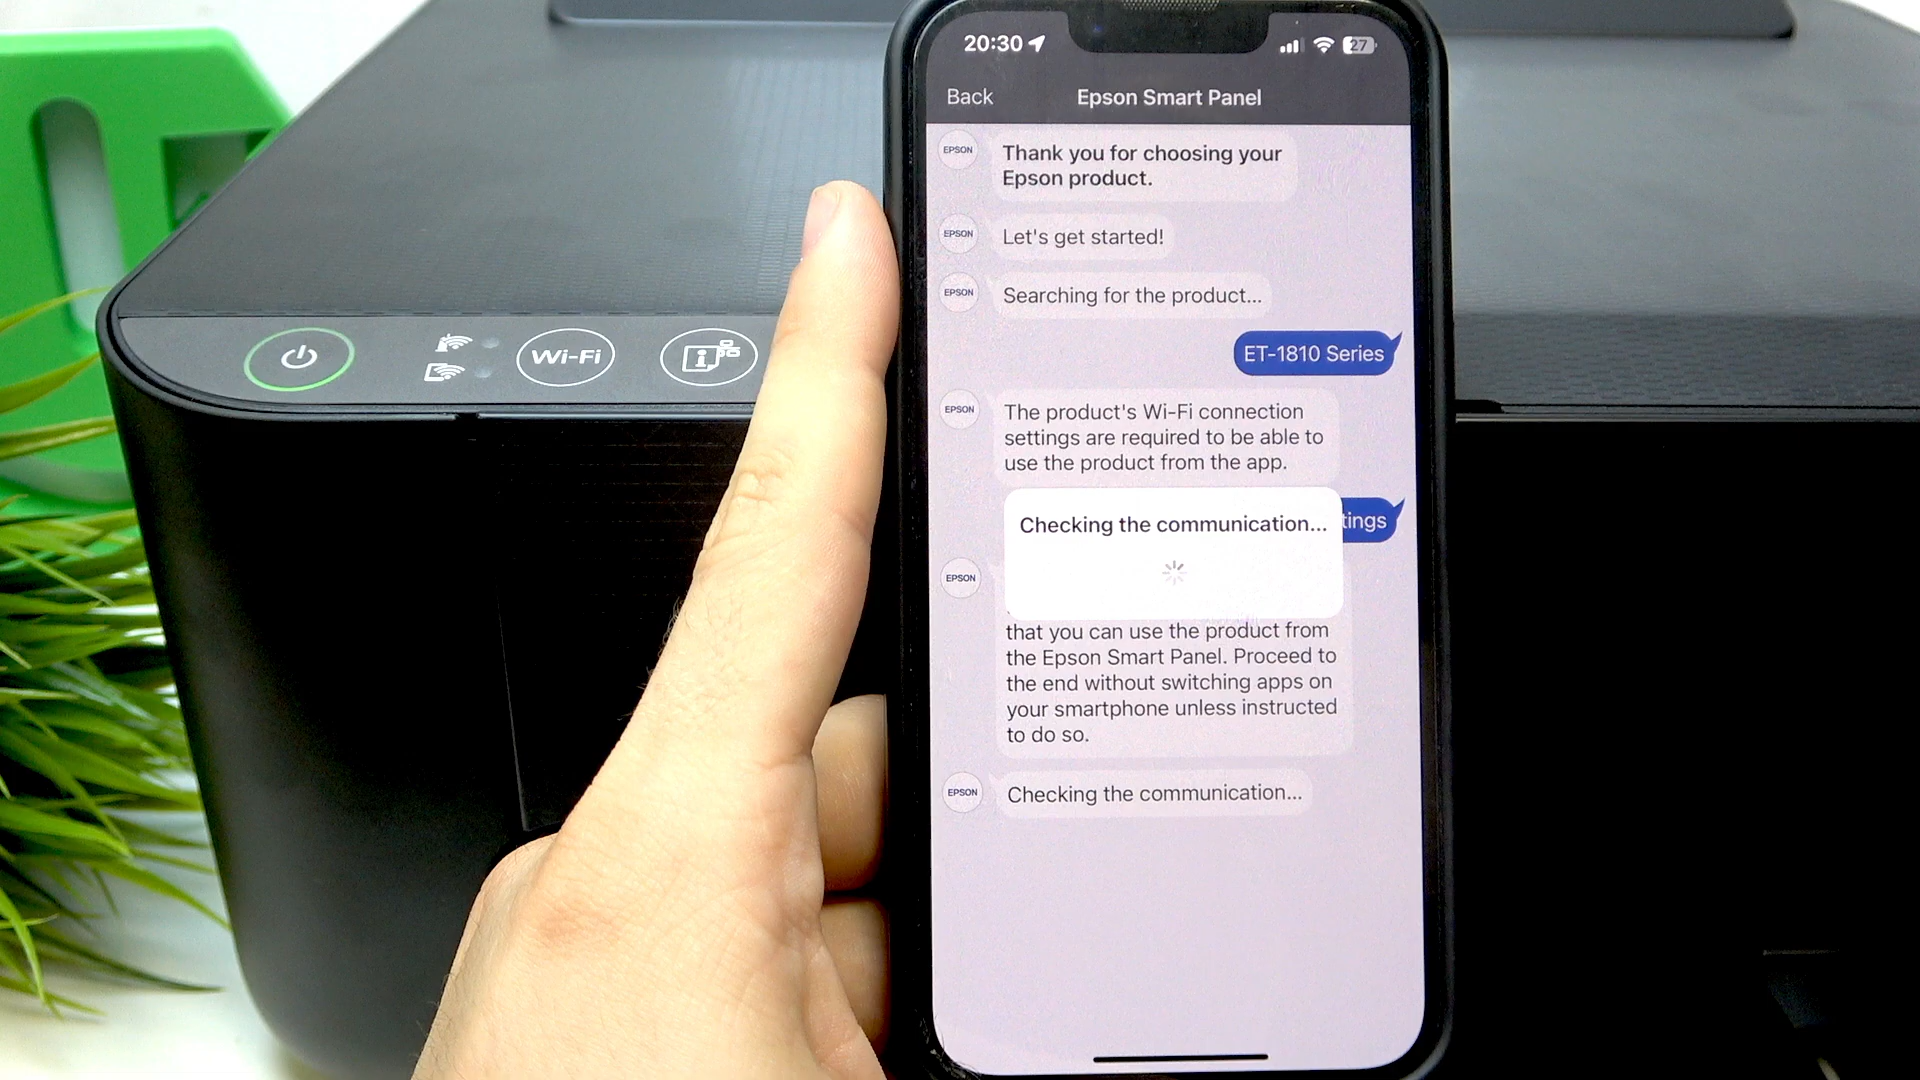 20:30
27
Back
Epson Smart Panel
EPSON
Thank you for choosing your
Epson product.
EPSON
Let's get started!
EPSON
Searching for the product...
ET-1810 Series
EPSON
The product's Wi-Fi connection
settings are required to be able to
use the product from the app.
tings
Checking the communication...
EPSON
that you can use the product from
the Epson Smart Panel. Proceed to
the end without switching apps on
your smartphone unless instructed
to do so.
EPSON
Checking the communication...
Wi-Fi
i